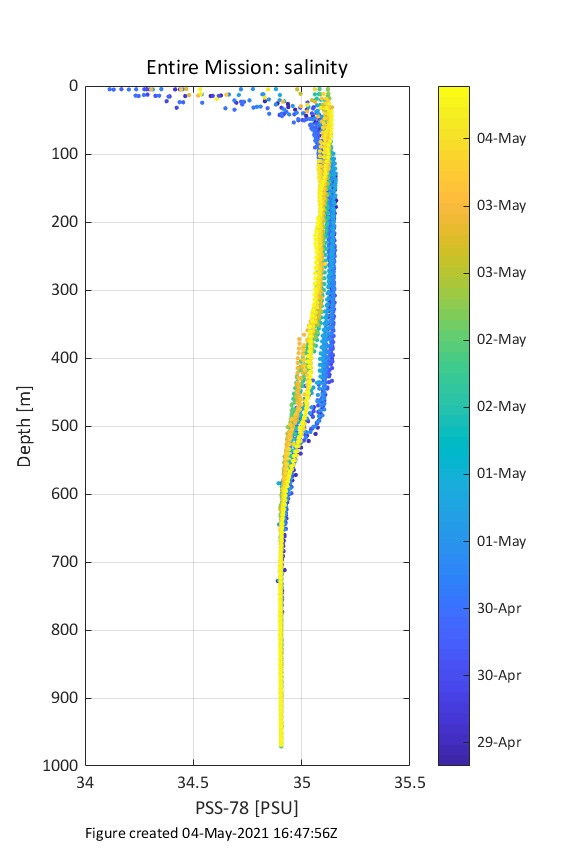 Entire Mission: salinity
0
100
200
300
400
500
600
700
800
900
1000
Depth [m]
34
34.5
35
35.5
PSS-78 [PSU]
04-May
03-May
03-May
02-May
02-May
01-May
01-May
30-Apr
30-Apr
29-Apr
Figure created 04-May-2021 16:47:56Z